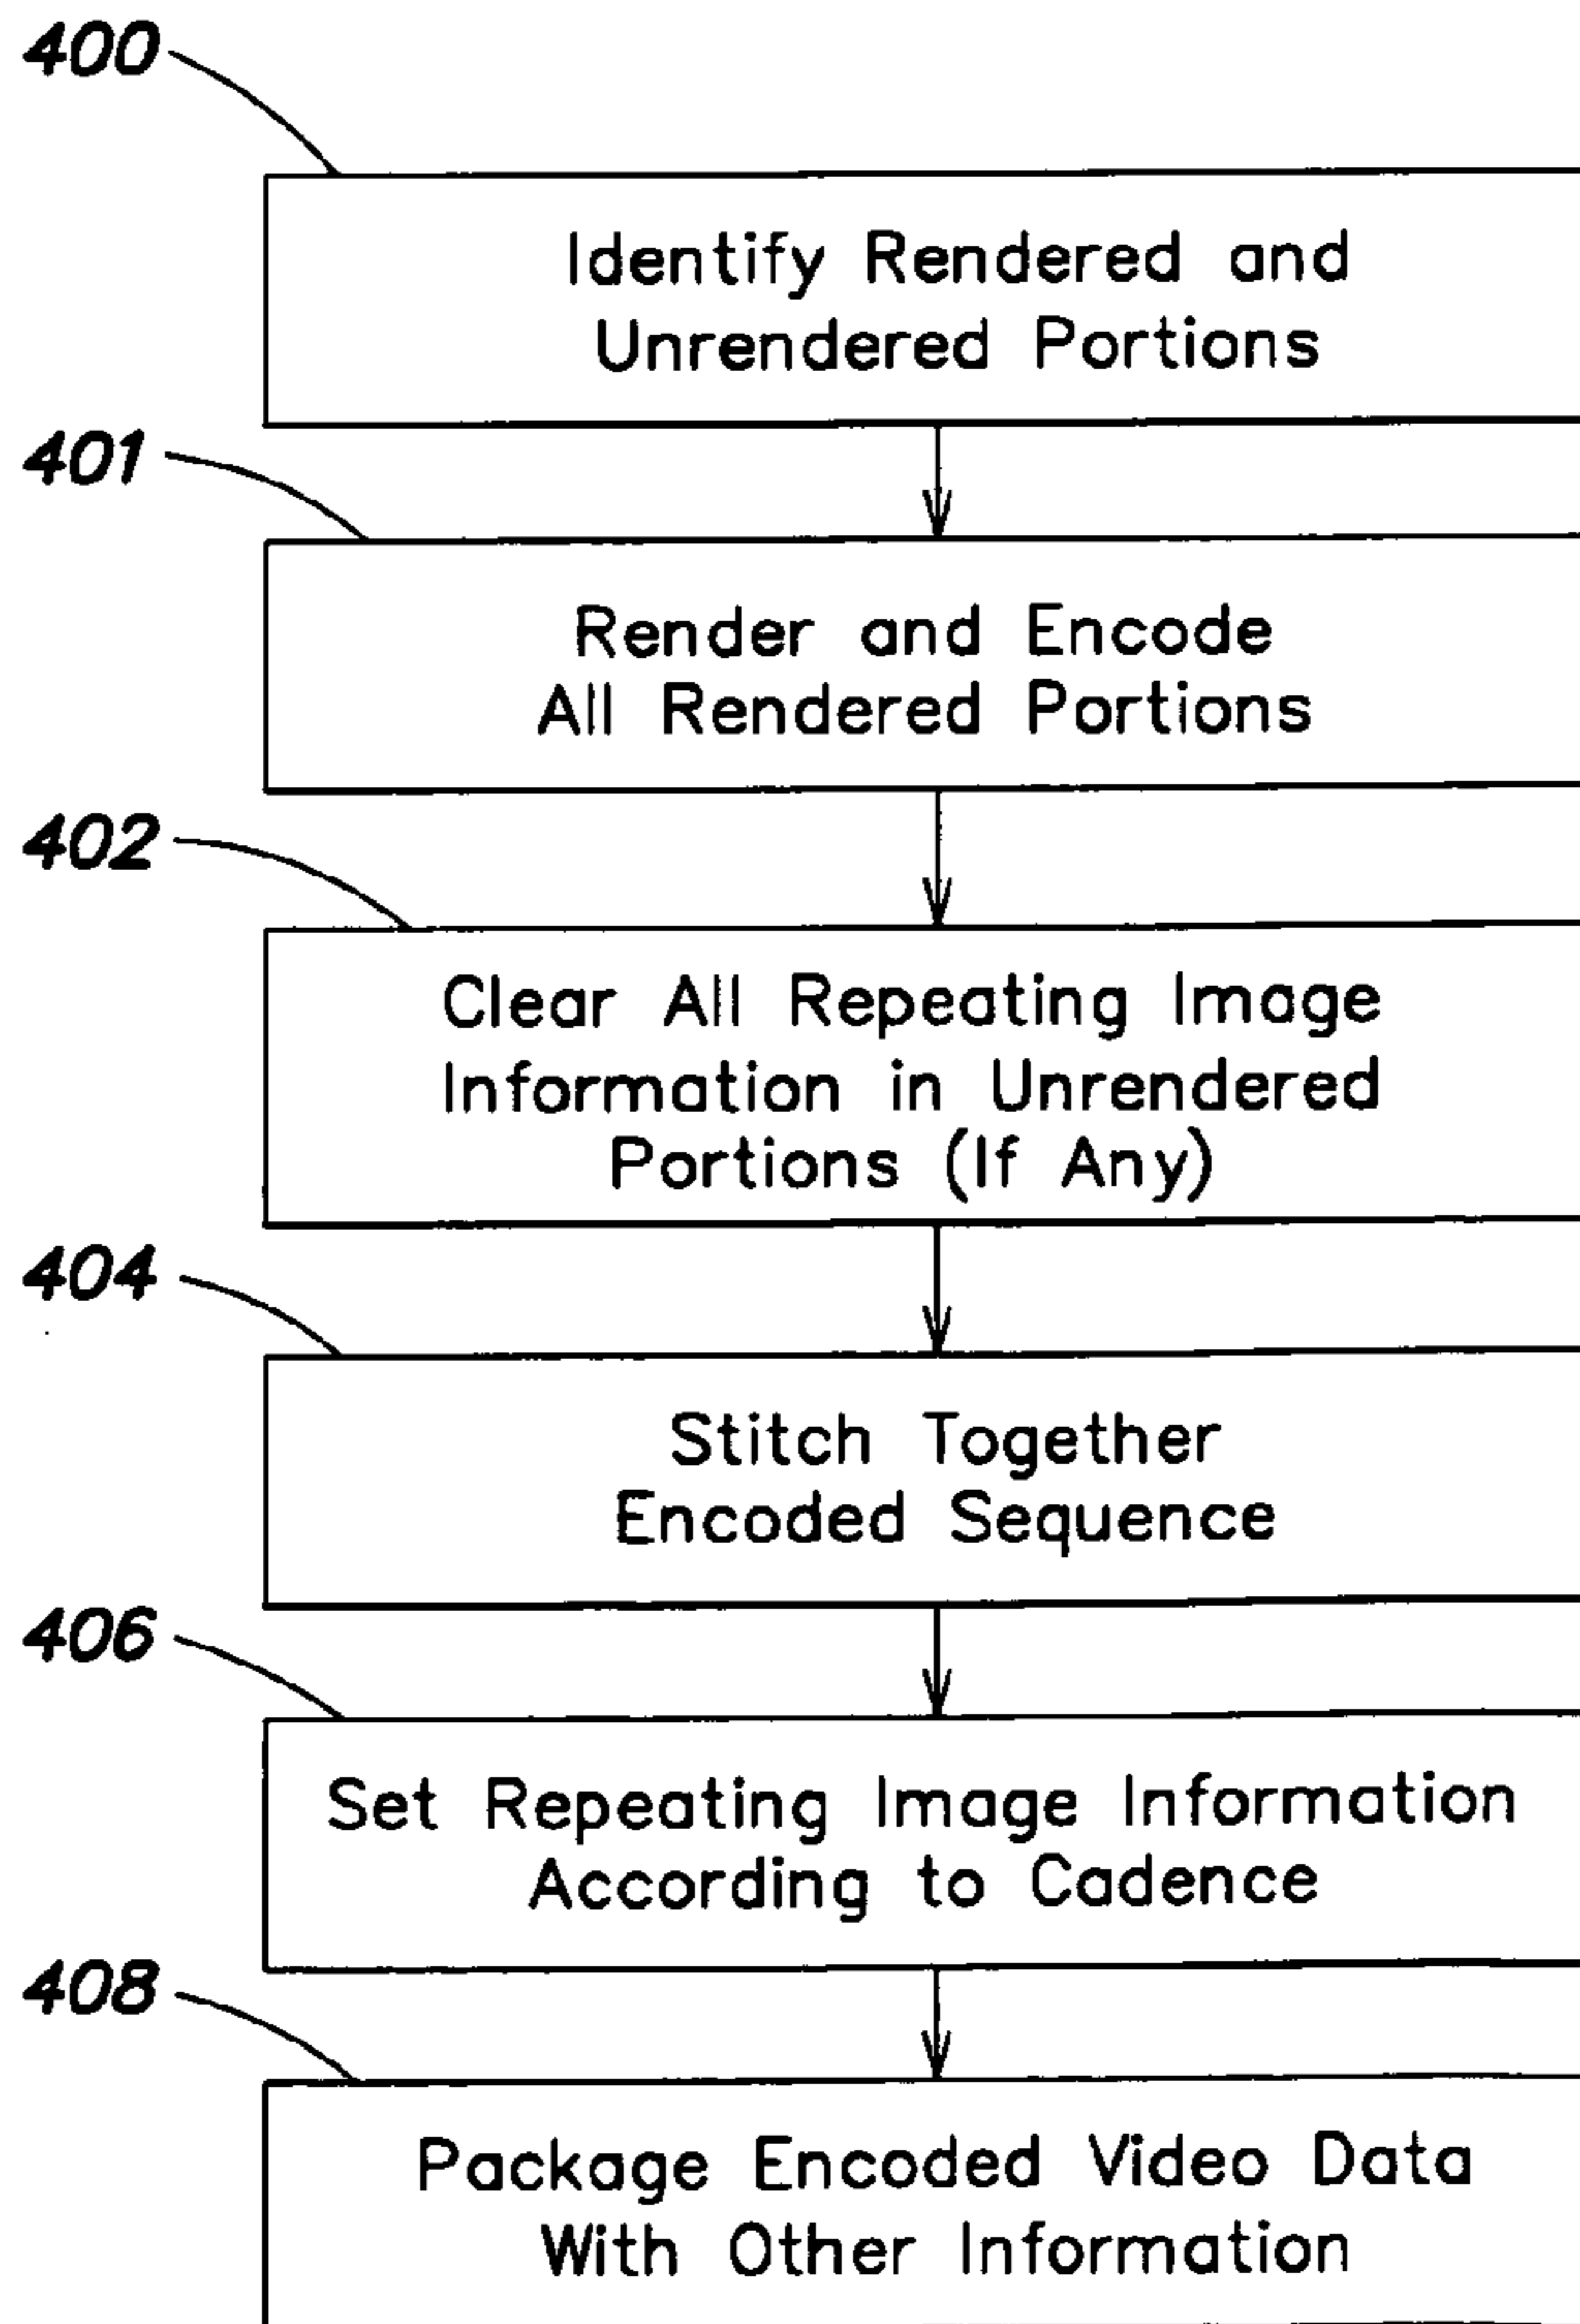 400
Identify Rendered and
Unrendered Portions
401
Render and Encode
All Rendered Portions
402
Clear All Repeating Image
Information in Unrendered
Portions (If Any)
404
Stitch Together
Encoded Sequence
406
Set Repeating Image Information
According to Cadence
408
Package Encoded Video Data
With Other Information